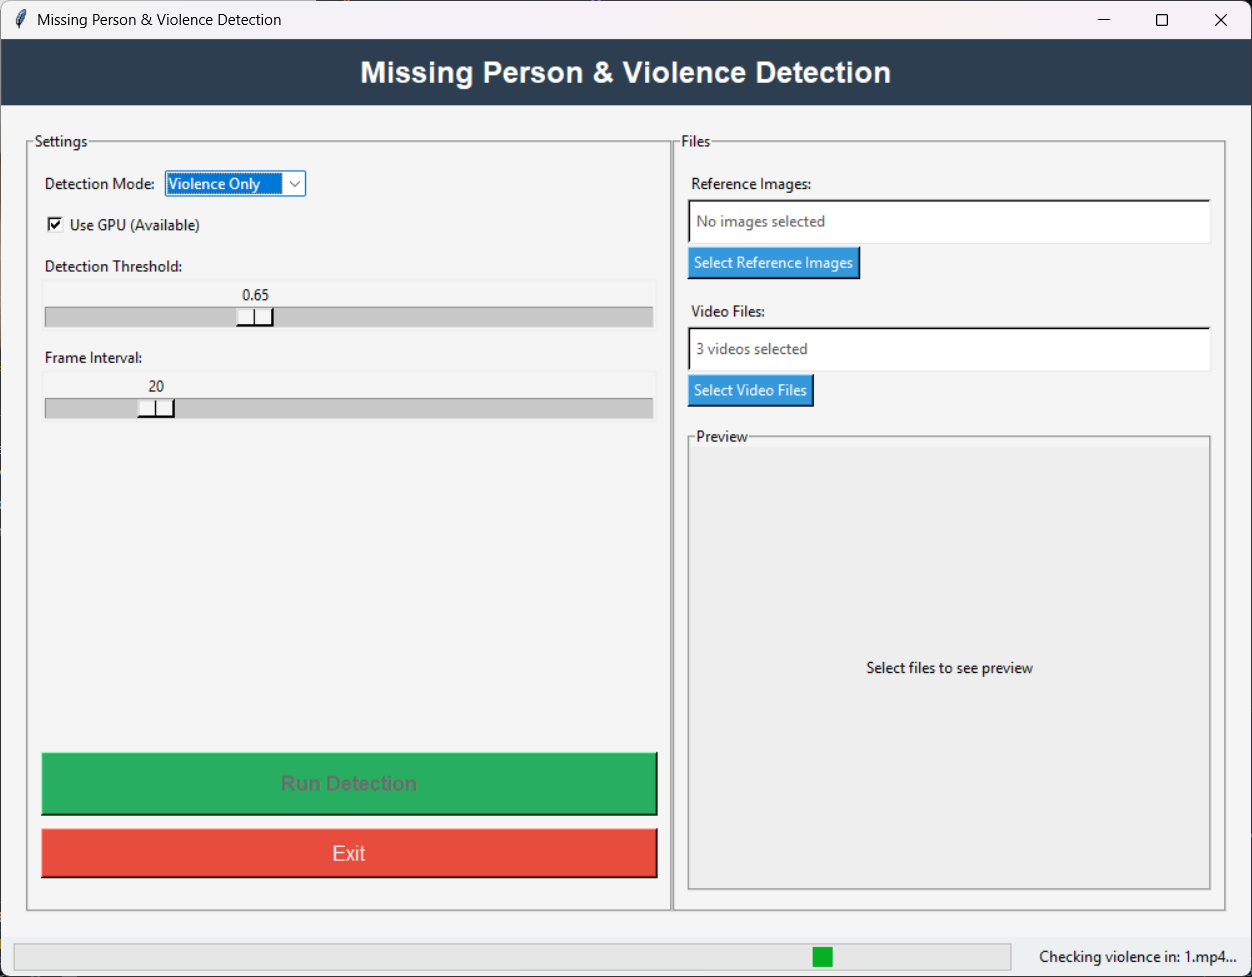 Missing Person & Violence Detection
Missing Person & Violence Detection
Settings
Detection Mode: Violence Only
Use GPU (Available)
Detection Threshold:
0.65
Frame Interval:
20
Run Detection
Exit
Files
Reference Images:
No images selected
Select Reference Images
Video Files:
3 videos selected
Select Video Files
Preview
Select files to see preview
Checking violence in: 1.mp4...